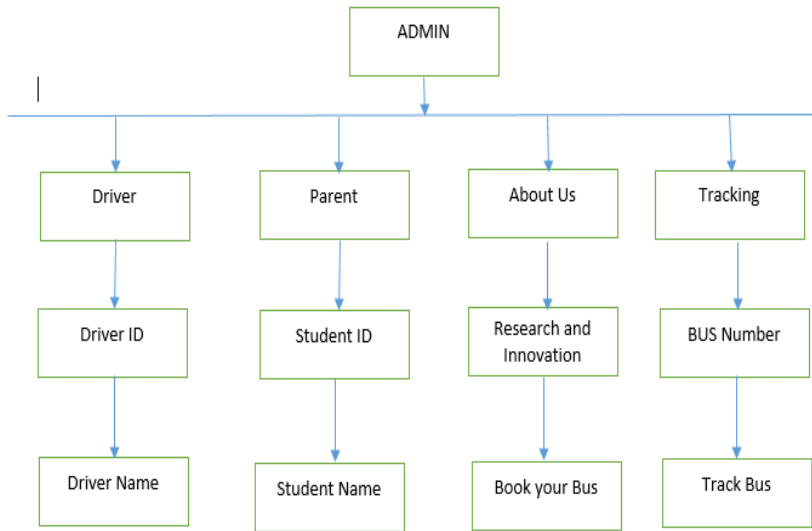 ADMIN
Driver
Parent
About Us
Tracking
Driver ID
Student ID
Research and
Innovation
BUS Number
Driver Name
Student Name
Book your Bus
Track Bus